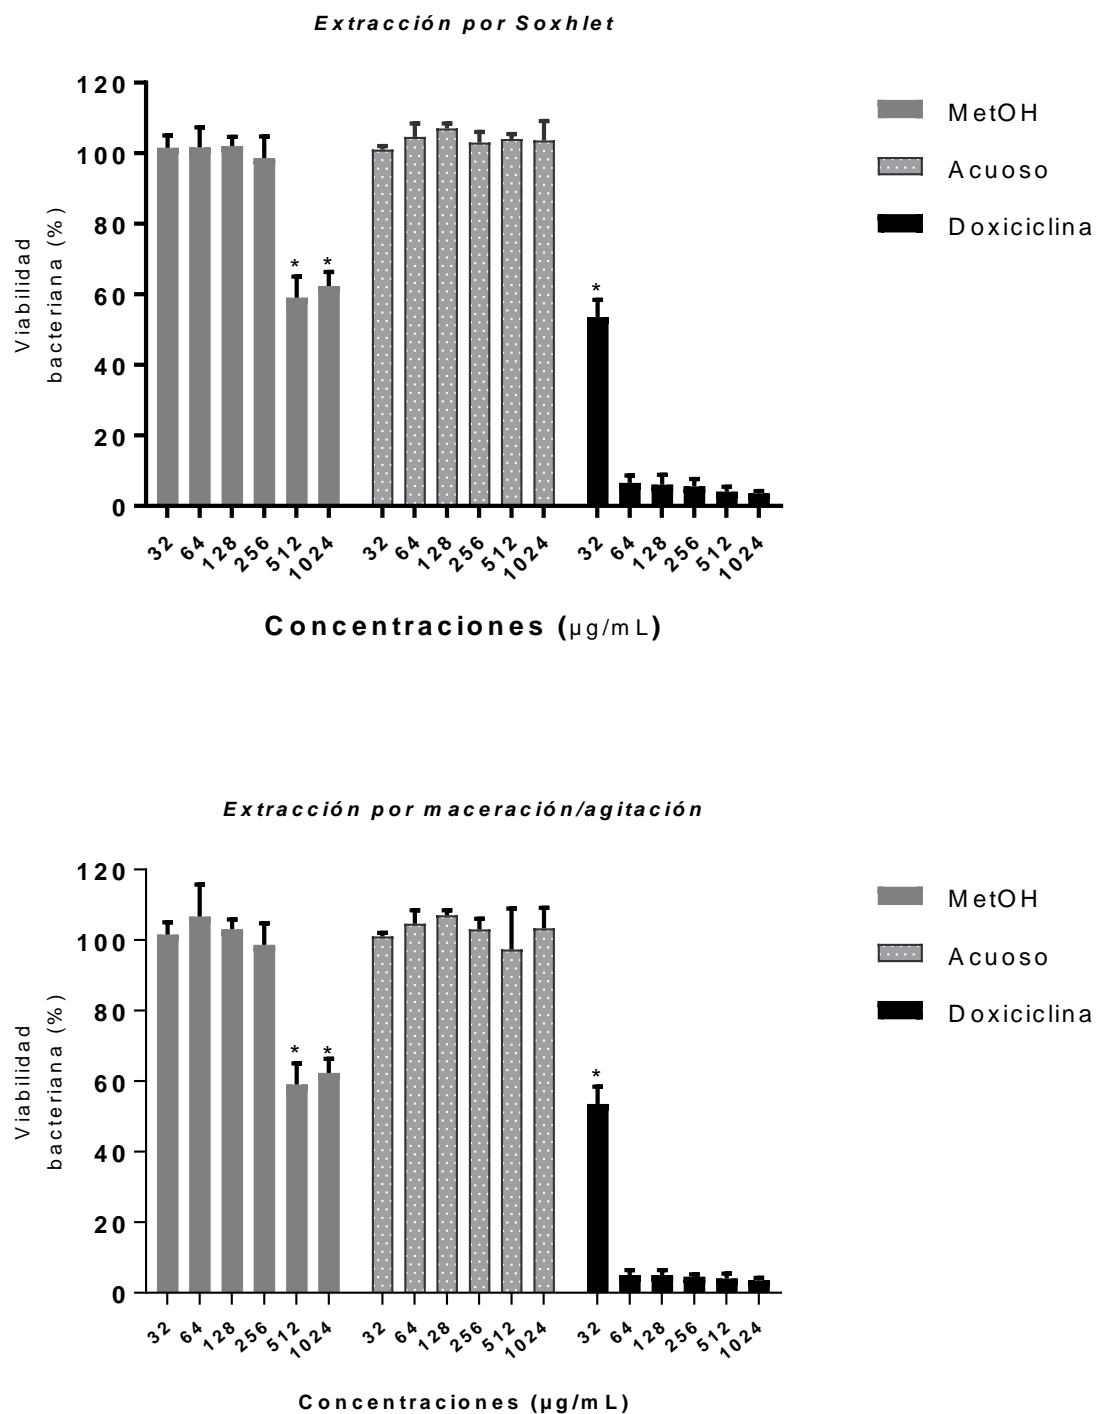 Extracción por Soxhlet
120
100
80
60
40
20
0
Viabilidad
bacteriana (%)
* * *
32 64 128 256 512 1024 32 64 128 256 512 1024 32 64 128 256 512 1024
Concentraciones (µg/mL)
MetOH
Acuoso
Doxiciclina
Extracción por maceración/agitación
120
100
80
60
40
20
0
Viabilidad
bacteriana (%)
* * *
32 64 128 256 512 1024 32 64 128 256 512 1024 32 64 128 256 512 1024
Concentraciones (µg/mL)
MetOH
Acuoso
Doxiciclina